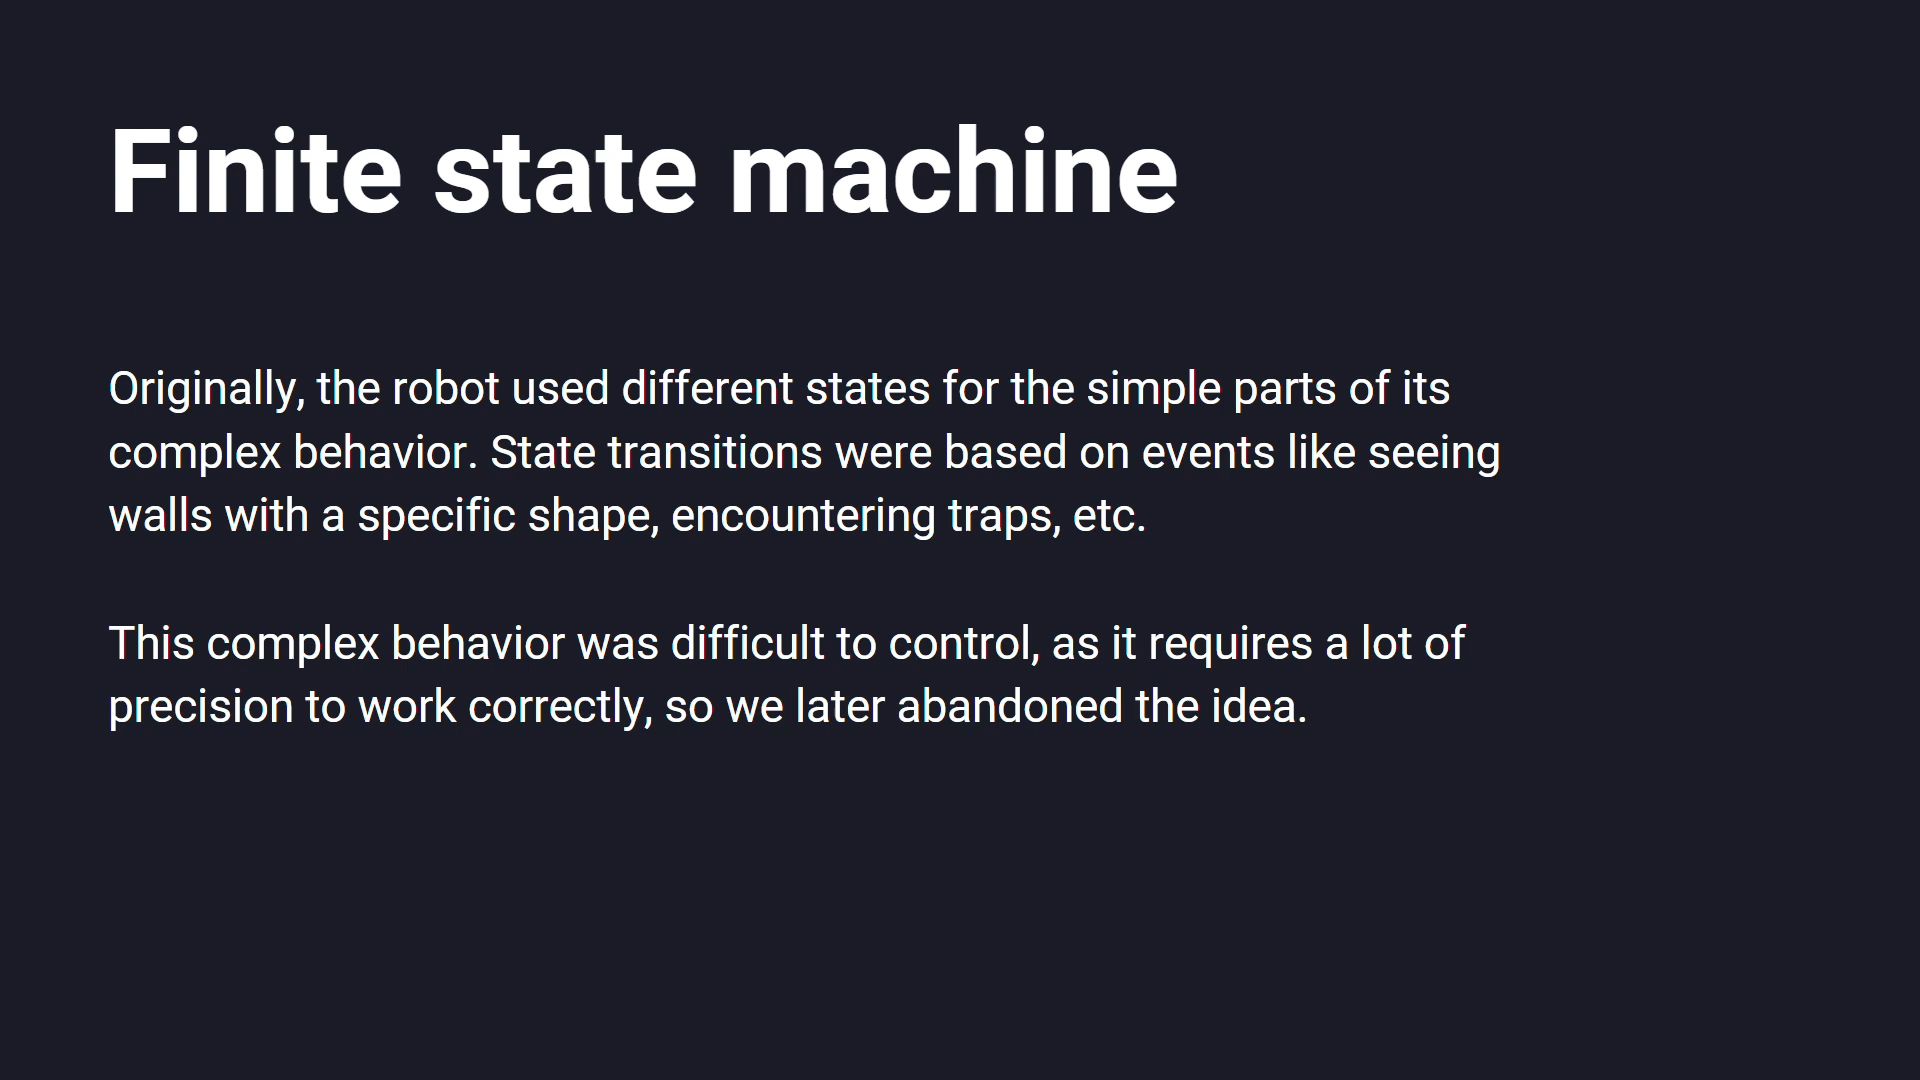 Finite state machine
Originally, the robot used different states for the simple parts of its
complex behavior. State transitions were based on events like seeing
walls with a specific shape, encountering traps, etc.
This complex behavior was difficult to control, as it requires a lot of
precision to work correctly, so we later abandoned the idea.